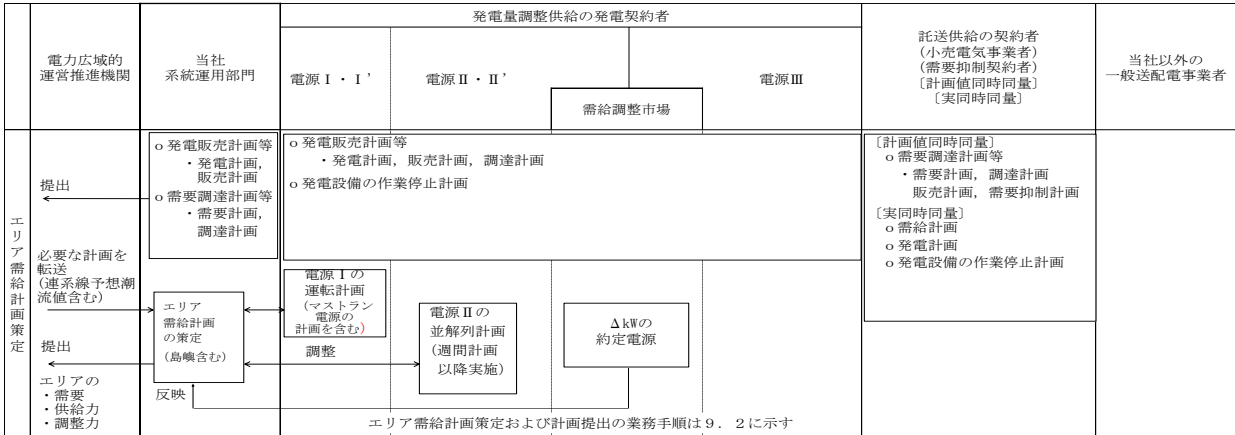 発電量調整供給の発電契約者
電力広域的
運営推進機関
当社
系統運用部門
電源Ⅰ・Ⅰ'
電源Ⅱ・Ⅱ'
需給調整市場
電源Ⅲ
託送供給の契約者
(小売電気事業者)
(需要抑制契約者)
[計画値同時同量]
[実同時同量]
当社以外の
一般送配電事業者
エリア需給計画策定
提出
o 発電販売計画等
・発電計画,
販売計画
o 需要調達計画等
・需要計画,
調達計画
o 発電販売計画等
・発電計画, 販売計画, 調達計画
o 発電設備の作業停止計画
〔計画値同時同量〕
o 需要調達計画等
・需要計画, 調達計画
販売計画, 需要抑制計画
〔実同時同量〕
o 需給計画
o 発電計画
o 発電設備の作業停止計画
必要な計画を
転送
(連系線予想潮
流値含む)
エリア
需給計画
の策定
(島嶼含む)
電源Ⅰの
運転計画
(マストラン
電源の
計画を含む)
電源Ⅱの
並解列計画
(週間計画
以降実施)
ΔkWの
約定電源
提出
調整
エリアの
・需要
・供給力
・調整力
反映
エリア需給計画策定および計画提出の業務手順は9．2に示す